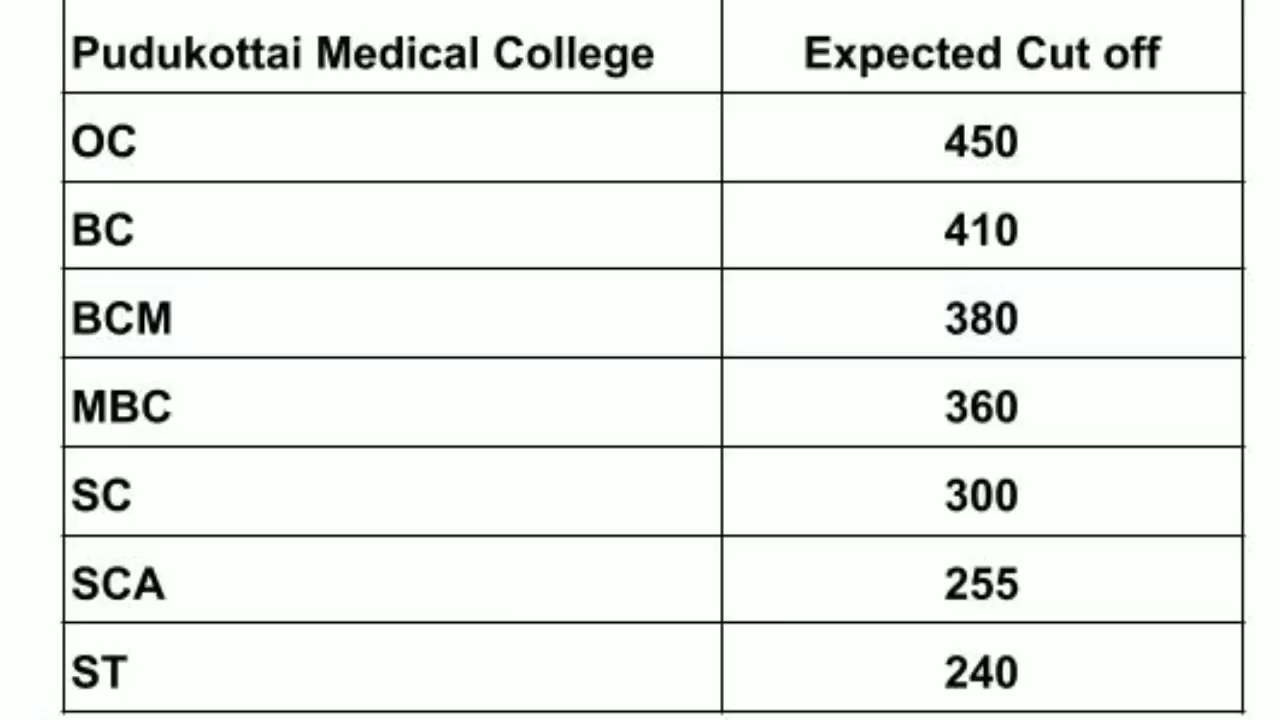 Pudukottai Medical College Expected Cut off
OC 450
BC 410
BCM 380
MBC 360
SC 300
SCA 255
ST 240